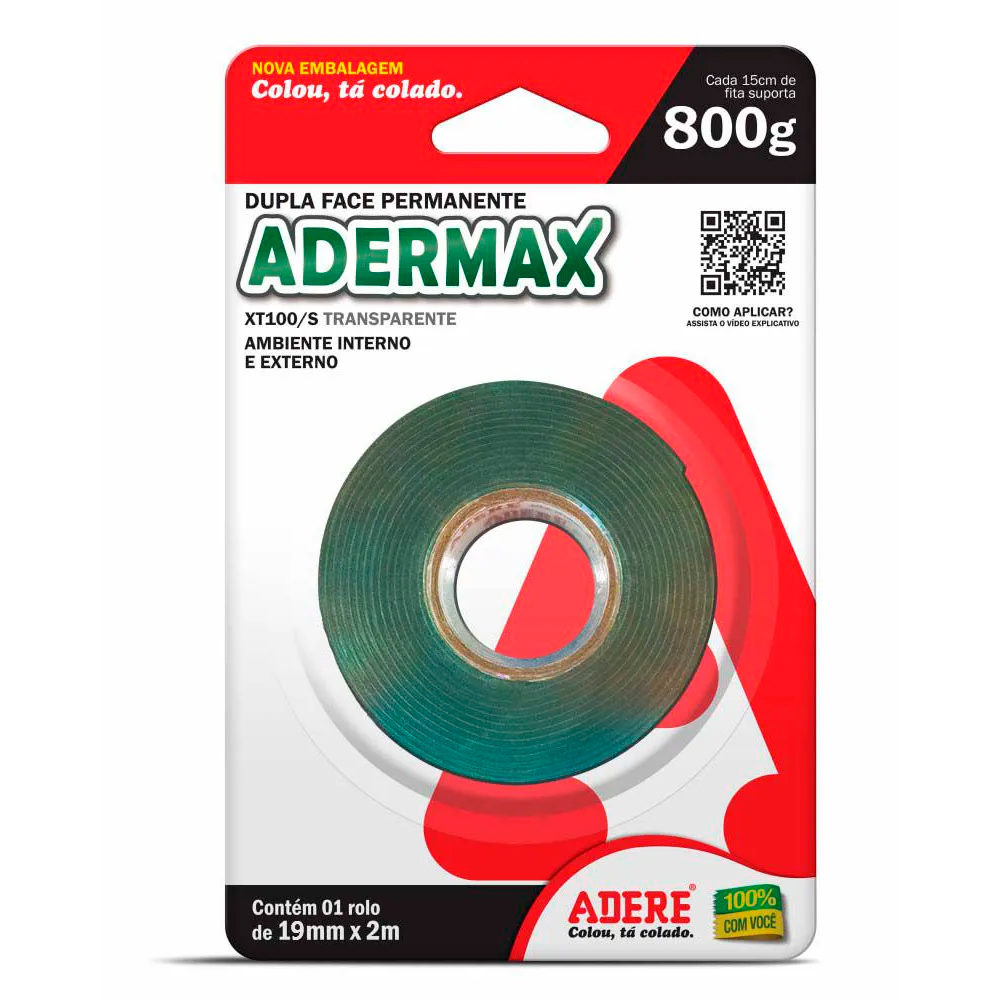 NOVA EMBALAGEM
Colou, tá colado.
Cada 15cm de
fita suporta
800g
DUPLA FACE PERMANENTE
ADERMAX
XT100/S TRANSPARENTE
AMBIENTE INTERNO
E EXTERNO
COMO APLICAR?
ASSISTA O VÍDEO EXPLICATIVO
Contém 01 rolo
de 19mm x 2m
ADERE®
Colou, tá colado.
100%
COM VOCÊ